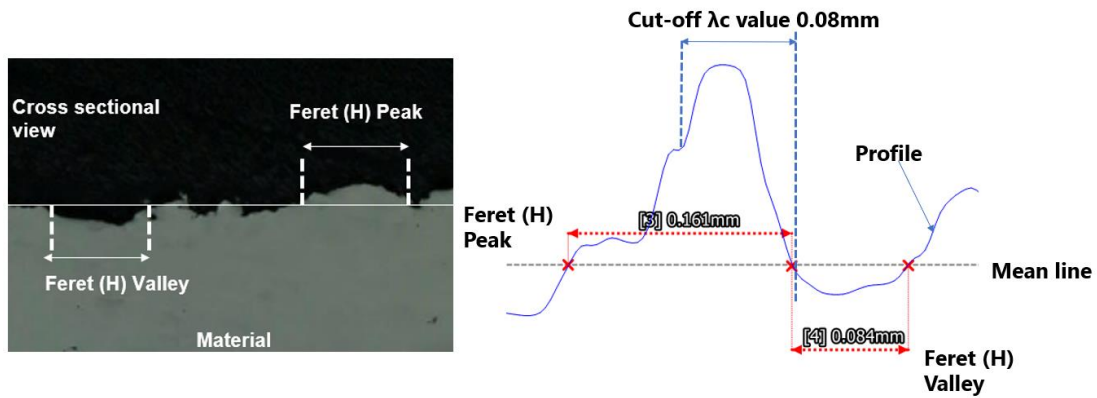 Cross sectional
view
Feret (H) Peak
Feret (H) Valley
Material
Cut-off λc value 0.08mm
Profile
Feret (H)
Peak
[3] 0.161mm
Mean line
[4] 0.084mm
Feret (H)
Valley